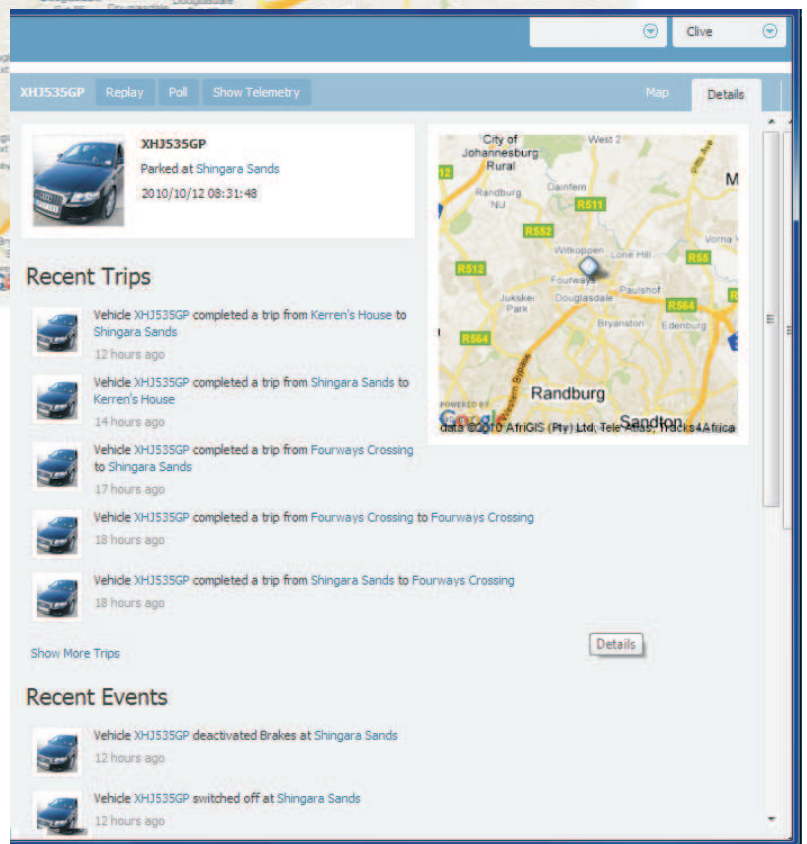 Clive
XHJ535GP Replay Poll Show Telemetry Map Details
XHJ535GP
Parked at Shingara Sands
2010/10/12 08:31:48
City of
Johannesburg
Rural
West 2
12
Randburg
NU
Dainfern
R511
M
R552
Witkoppen
Lone Hill
R55
R512
Fourways
Jukskei
Park
Douglasdale
Paulshof
R564
Bryanston
Edenburg
R564
Western Bypass
Randburg
POWERED BY
Google
Sandton
data ©2010 AfriGIS (Pty) Ltd, Tele Atlas, Tracks4Africa
Recent Trips
Vehicle XHJ535GP completed a trip from Kerren's House to
Shingara Sands
12 hours ago
Vehicle XHJ535GP completed a trip from Shingara Sands to
Kerren's House
14 hours ago
Vehicle XHJ535GP completed a trip from Fourways Crossing
to Shingara Sands
17 hours ago
Vehicle XHJ535GP completed a trip from Fourways Crossing to Fourways Crossing
18 hours ago
Vehicle XHJ535GP completed a trip from Shingara Sands to Fourways Crossing
18 hours ago
Details
Show More Trips
Recent Events
Vehicle XHJ535GP deactivated Brakes at Shingara Sands
12 hours ago
Vehicle XHJ535GP switched off at Shingara Sands
12 hours ago